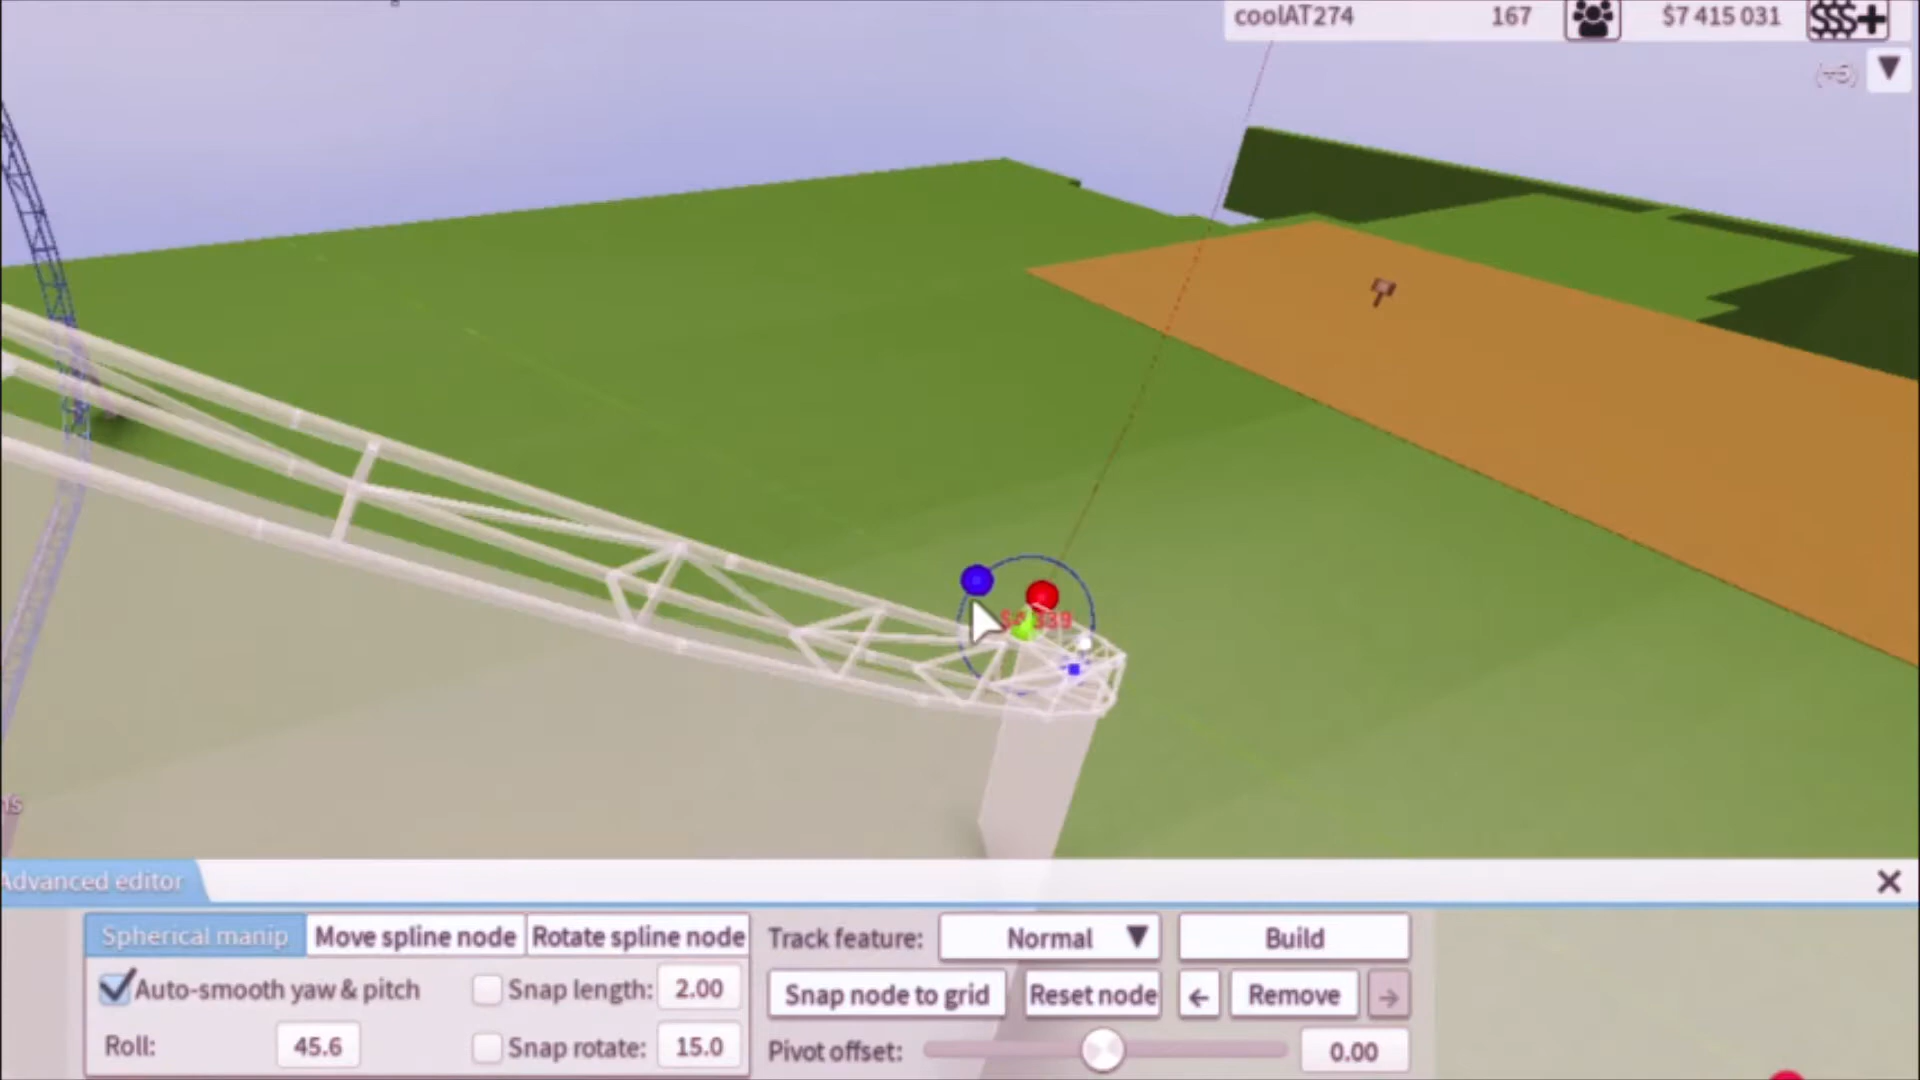 coolAT274 167 $7 415 031 $$$+
Advanced editor
Spherical manip Move spline node Rotate spline node Track feature: Normal Build
Auto-smooth yaw & pitch Snap length: 2.00 Snap node to grid Reset node Remove
Roll: 45.6 Snap rotate: 15.0 Pivot offset: 0.00